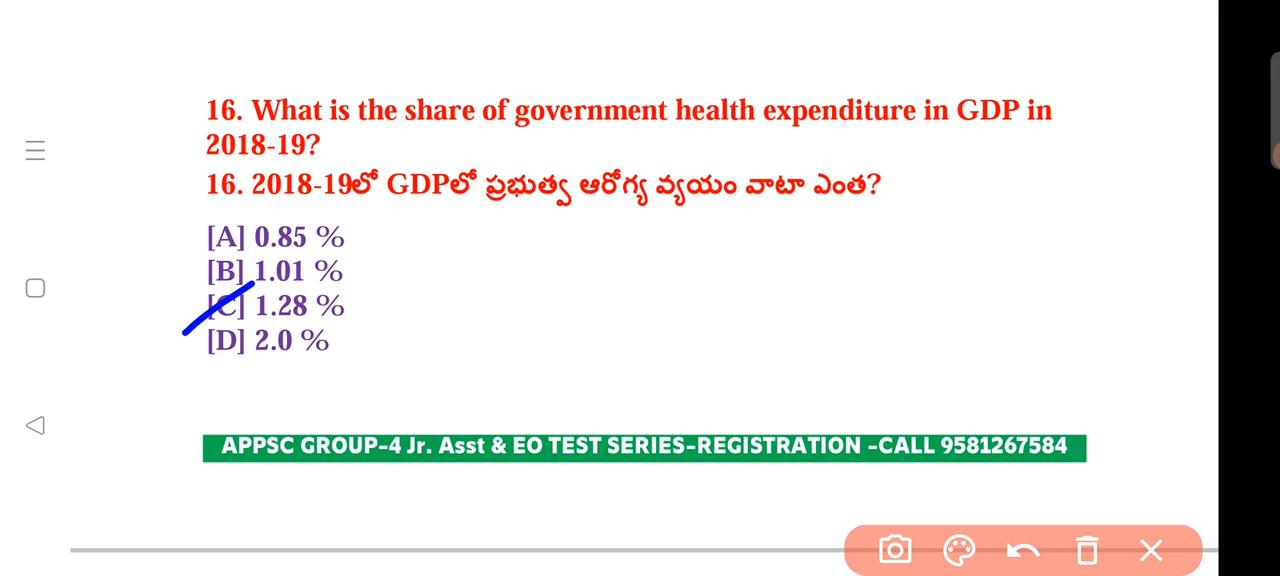 16. What is the share of government health expenditure in GDP in
2018-19?
16. 2018-19లో GDPలో ప్రభుత్వ ఆరోగ్య వ్యయం వాటా ఎంత?
[A] 0.85 %
[B] 1.01 %
[C] 1.28 %
[D] 2.0 %
APPSC GROUP-4 Jr. Asst & EO TEST SERIES-REGISTRATION -CALL 9581267584